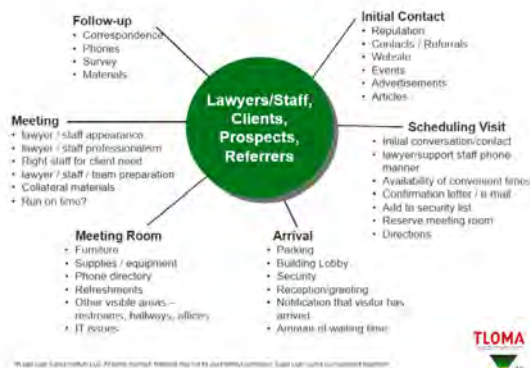 Follow-up
• Correspondence
• Phones
• Survey
• Materials
Initial Contact
• Reputation
• Contacts / Referrals
• Website
• Events
• Advertisements
• Articles
Lawyers/Staff,
Clients,
Prospects,
Referrers
Meeting
• lawyer / staff appearance
• lawyer / staff professionalism
• Right staff for client need
• lawyer / staff / team preparation
• Collateral materials
• Run on time?
Scheduling Visit
• Initial conversation/contact
• lawyer/support staff phone
manner
• Availability of convenient times
• Confirmation letter / e-mail
• Add to security list
• Reserve meeting room
• Directions
Meeting Room
• Furniture
• Supplies / equipment
• Phone directory
• Refreshments
• Other visible areas –
restrooms, hallways, offices
• IT issues
Arrival
• Parking
• Building Lobby
• Security
• Reception/greeting
• Notification that visitor has
arrived
• Amount of waiting time
TLOMA